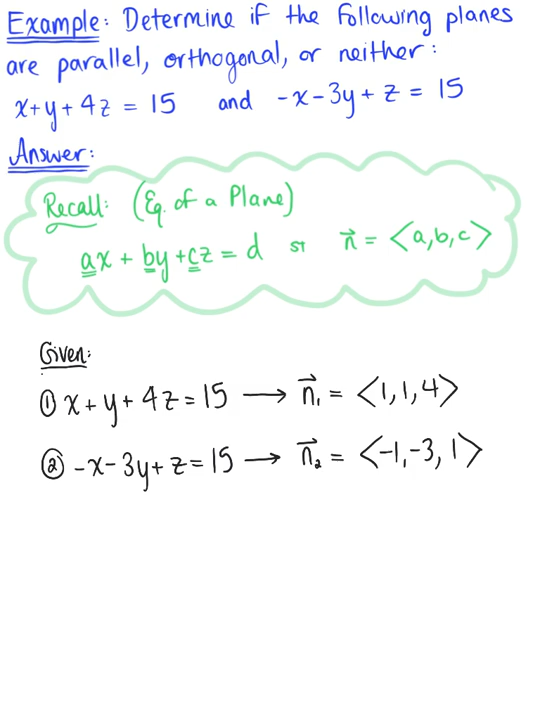 Example: Determine if the following planes
are parallel, orthogonal, or neither:
x+y+4z = 15 and -x-3y+z = 15
Answer:
Recall: (Eq. of a Plane)
ax + by +cz = d st n⃗ = <a,b,c>
Given:
① x+y+4z=15 ⟶ n⃗₁ = <1,1,4>
② -x-3y+z=15 ⟶ n⃗₂ = <-1,-3,1>